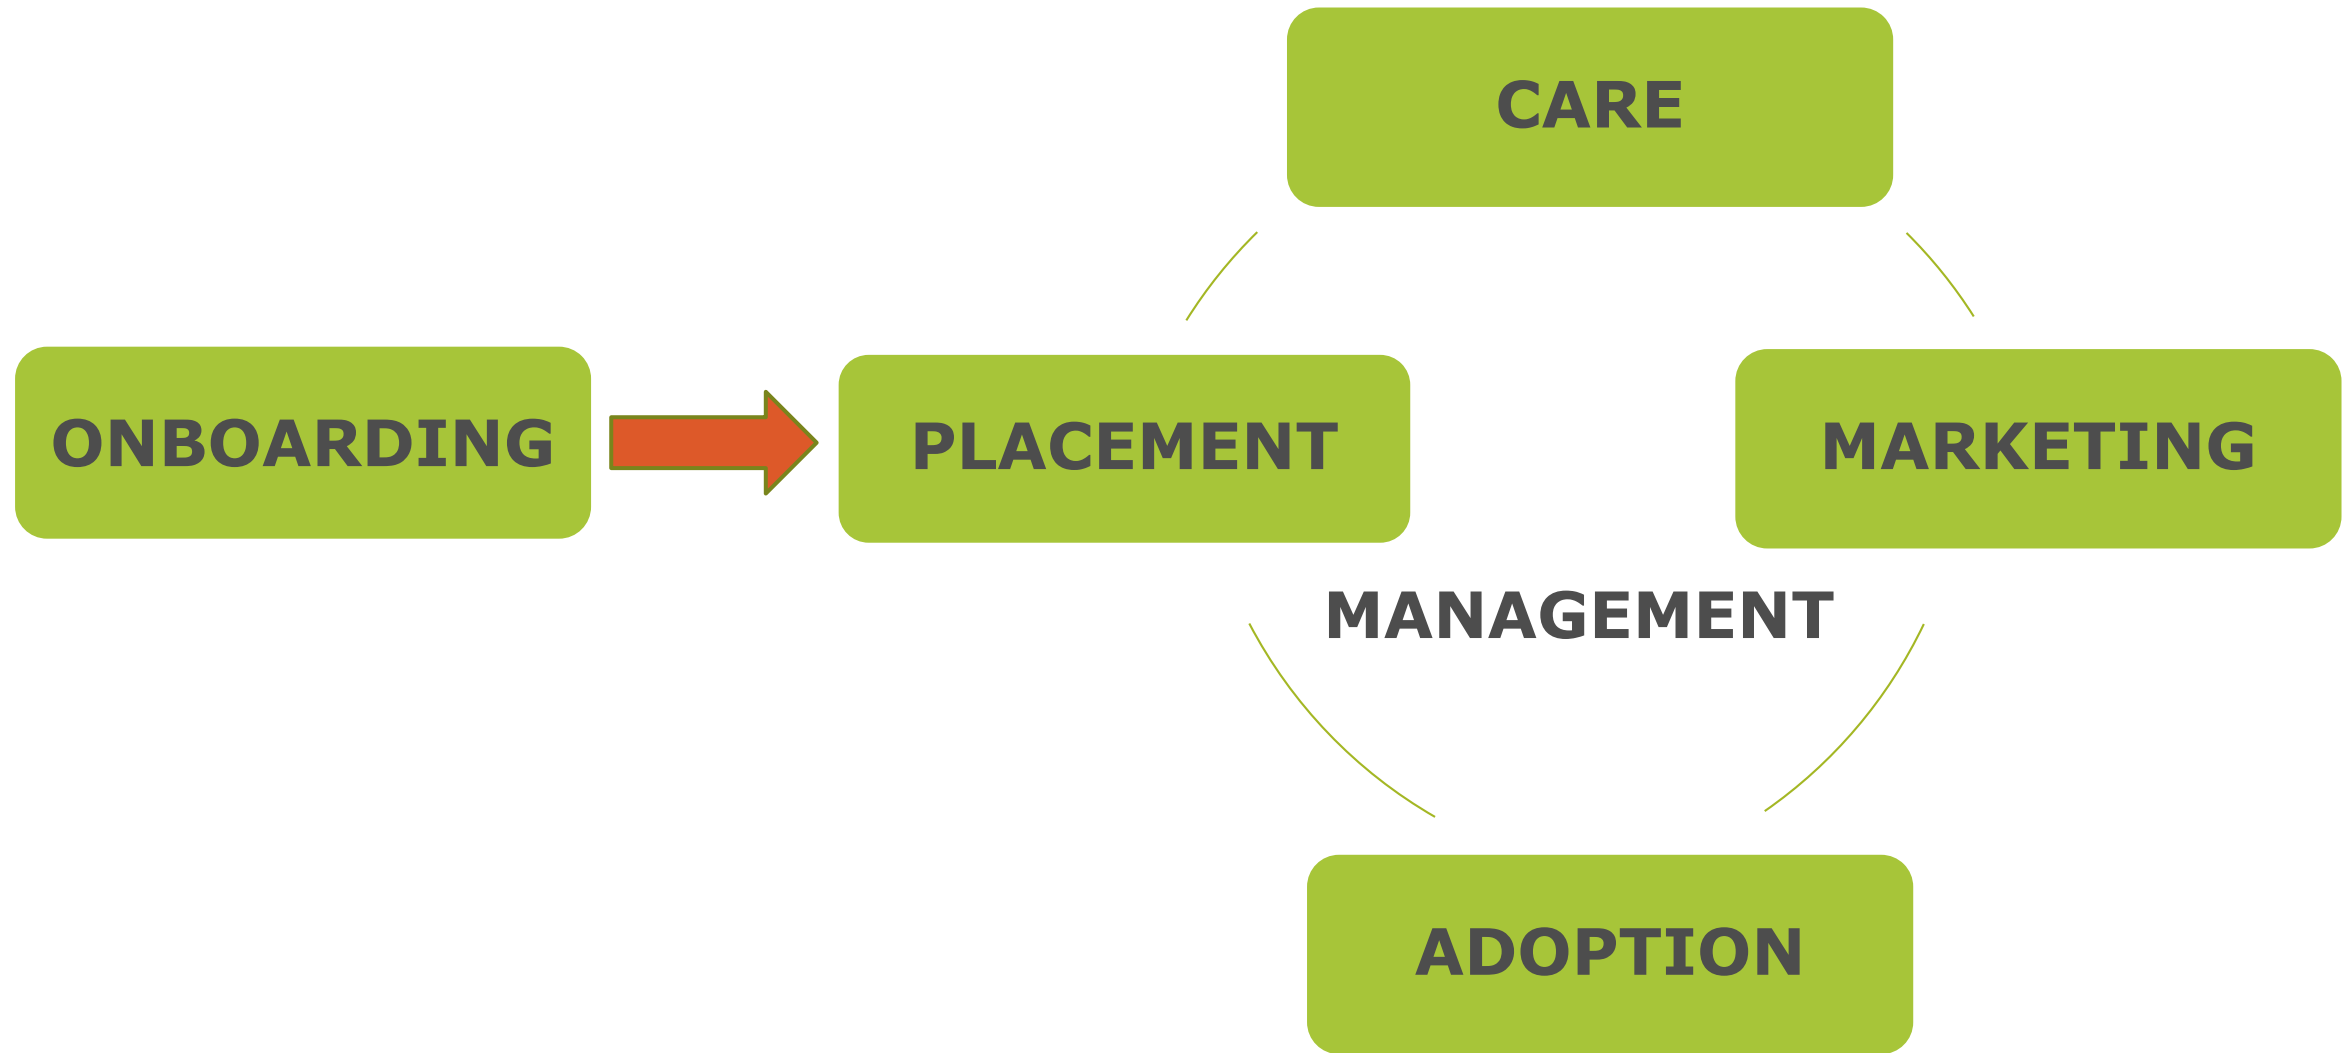 CARE
ONBOARDING
PLACEMENT
MARKETING
MANAGEMENT
ADOPTION